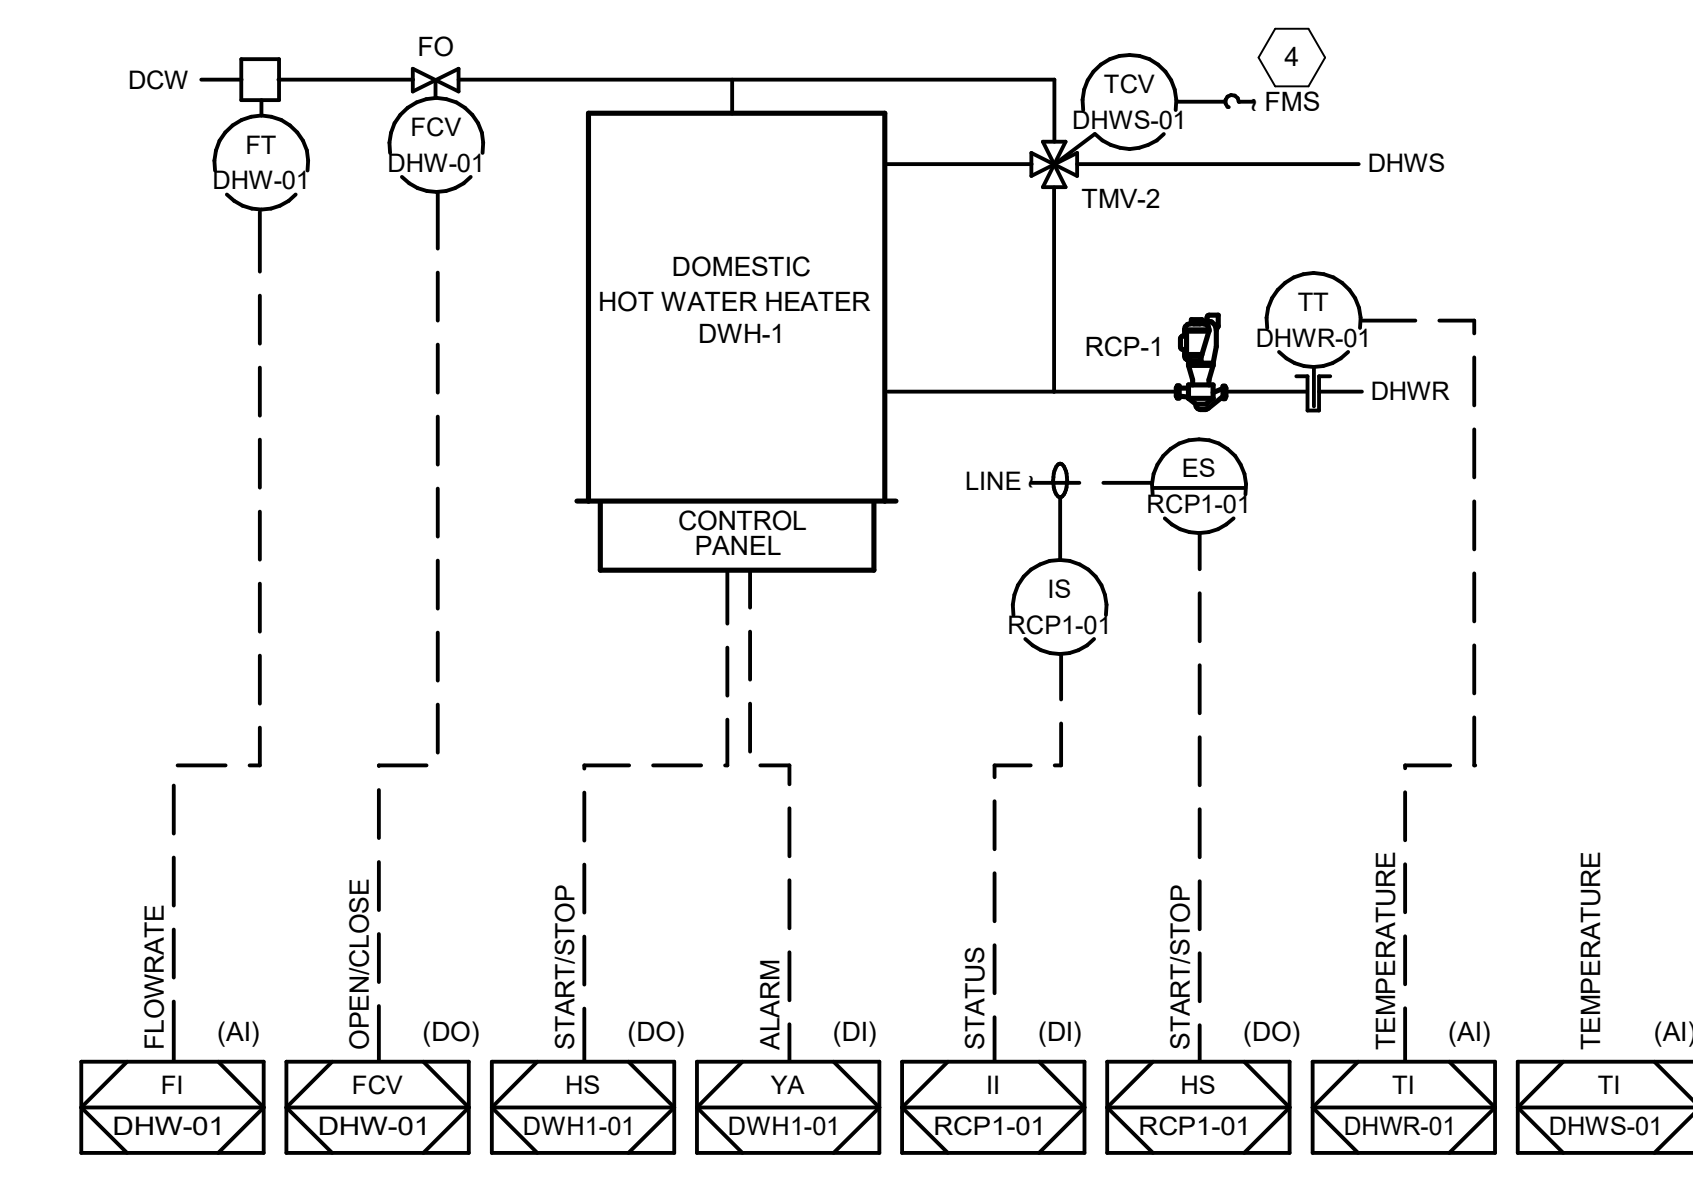 FO
DCW
FT
DHW-01
FCV
DHW-01
TCV
DHWS-01
4
FMS
DHWS
TMV-2
DOMESTIC
HOT WATER HEATER
DWH-1
RCP-1
TT
DHWR-01
DHWR
LINE
ES
RCP1-01
CONTROL
PANEL
IS
RCP1-01
FLOWRATE
(AI)
OPEN/CLOSE
(DO)
START/STOP
(DO)
ALARM
(DI)
STATUS
(DI)
START/STOP
(DO)
TEMPERATURE
(AI)
TEMPERATURE
(AI)
FI
DHW-01
FCV
DHW-01
HS
DWH1-01
YA
DWH1-01
II
RCP1-01
HS
RCP1-01
TI
DHWR-01
TI
DHWS-01